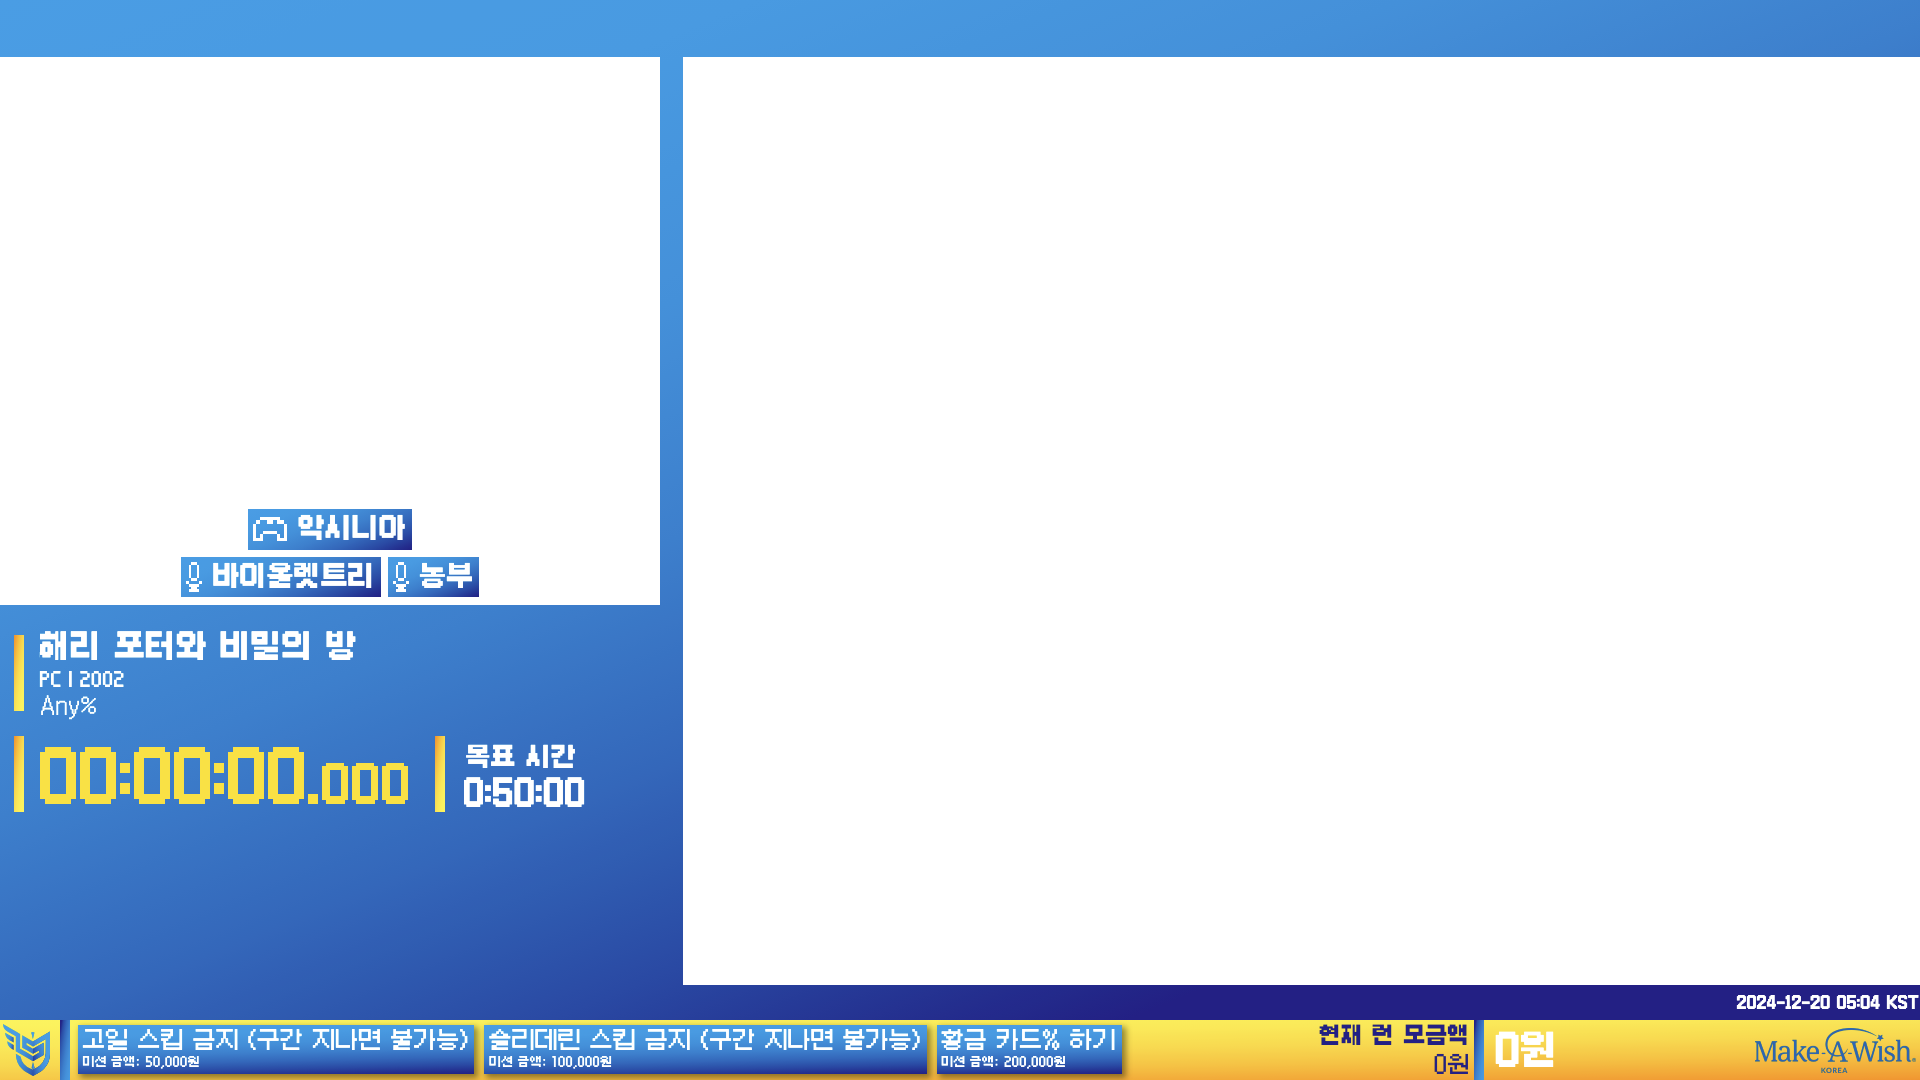 악시니아
바이올렛트리
농부
해리 포터와 비밀의 방
PC | 2002
Any%
00:00:00.000
목표 시간
0:50:00
2024-12-20 05:04 KST
고일 스킵 금지 (구간 지나면 불가능)
미션 금액: 50,000원
슬리데린 스킵 금지 (구간 지나면 불가능)
미션 금액: 100,000원
황금 카드% 하기
미션 금액: 200,000원
현재 런 모금액
0원
0원
Make-A-Wish®
KOREA